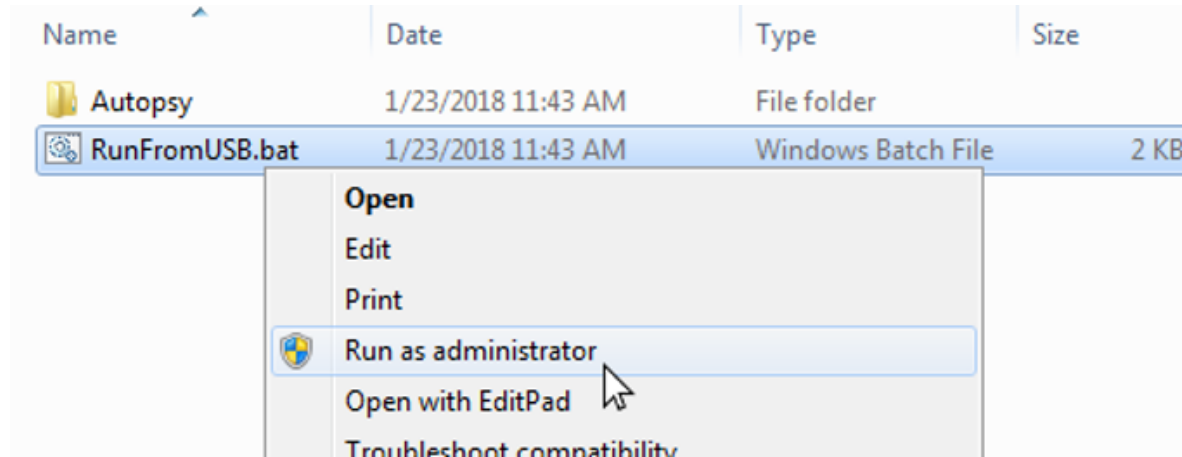 Name Date Type Size
Autopsy 1/23/2018 11:43 AM File folder
RunFromUSB.bat 1/23/2018 11:43 AM Windows Batch File 2 KB
Open
Edit
Print
Run as administrator
Open with EditPad
Troubleshoot compatibility